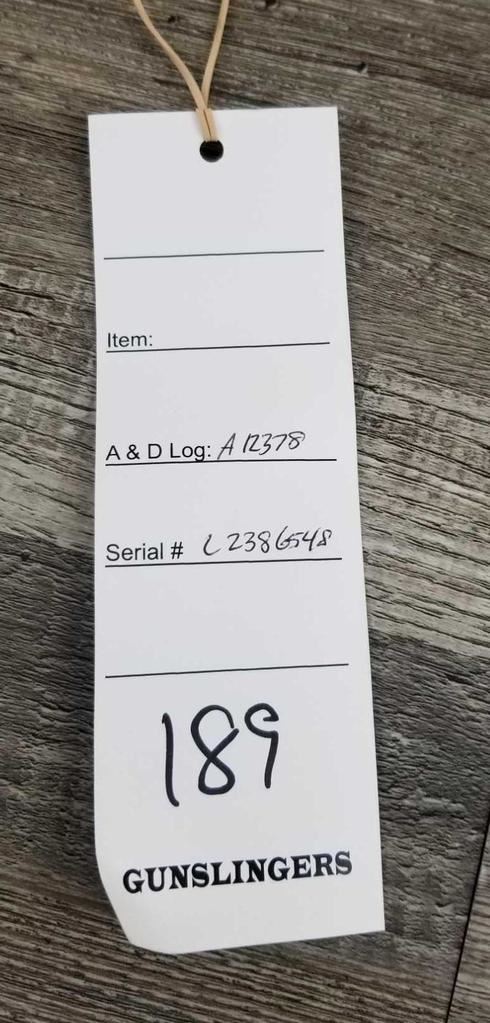 Item:
A & D Log: A12378
Serial # L2386548
189
GUNSLINGERS